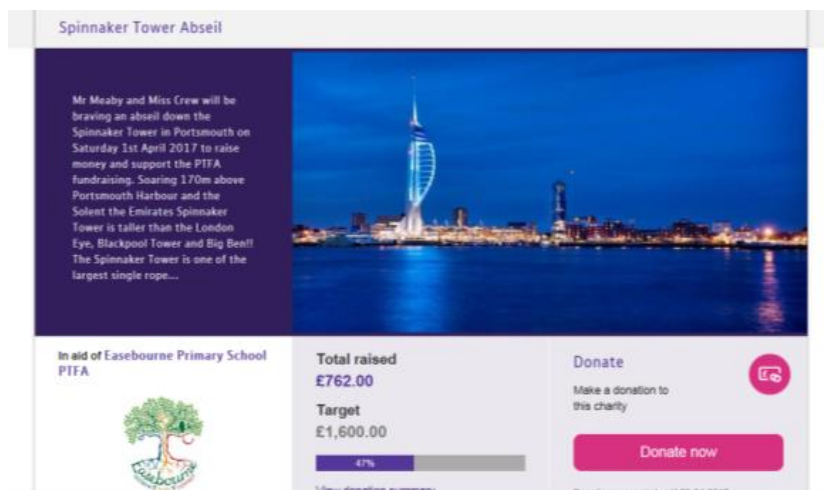 Spinnaker Tower Abseil
Mr Meaby and Miss Crew will be
braving an abseil down the
Spinnaker Tower in Portsmouth on
Saturday 1st April 2017 to raise
money and support the PTFA
fundraising. Soaring 170m above
Portsmouth Harbour and the
Solent the Emirates Spinnaker
Tower is taller than the London
Eye, Blackpool Tower and Big Ben!!
The Spinnaker Tower is one of the
largest single rope...
In aid of Easebourne Primary School
PTFA
Easebourne
Total raised
£762.00
Target
£1,600.00
47%
View donation summary
Donate
Make a donation to
this charity
Donate now